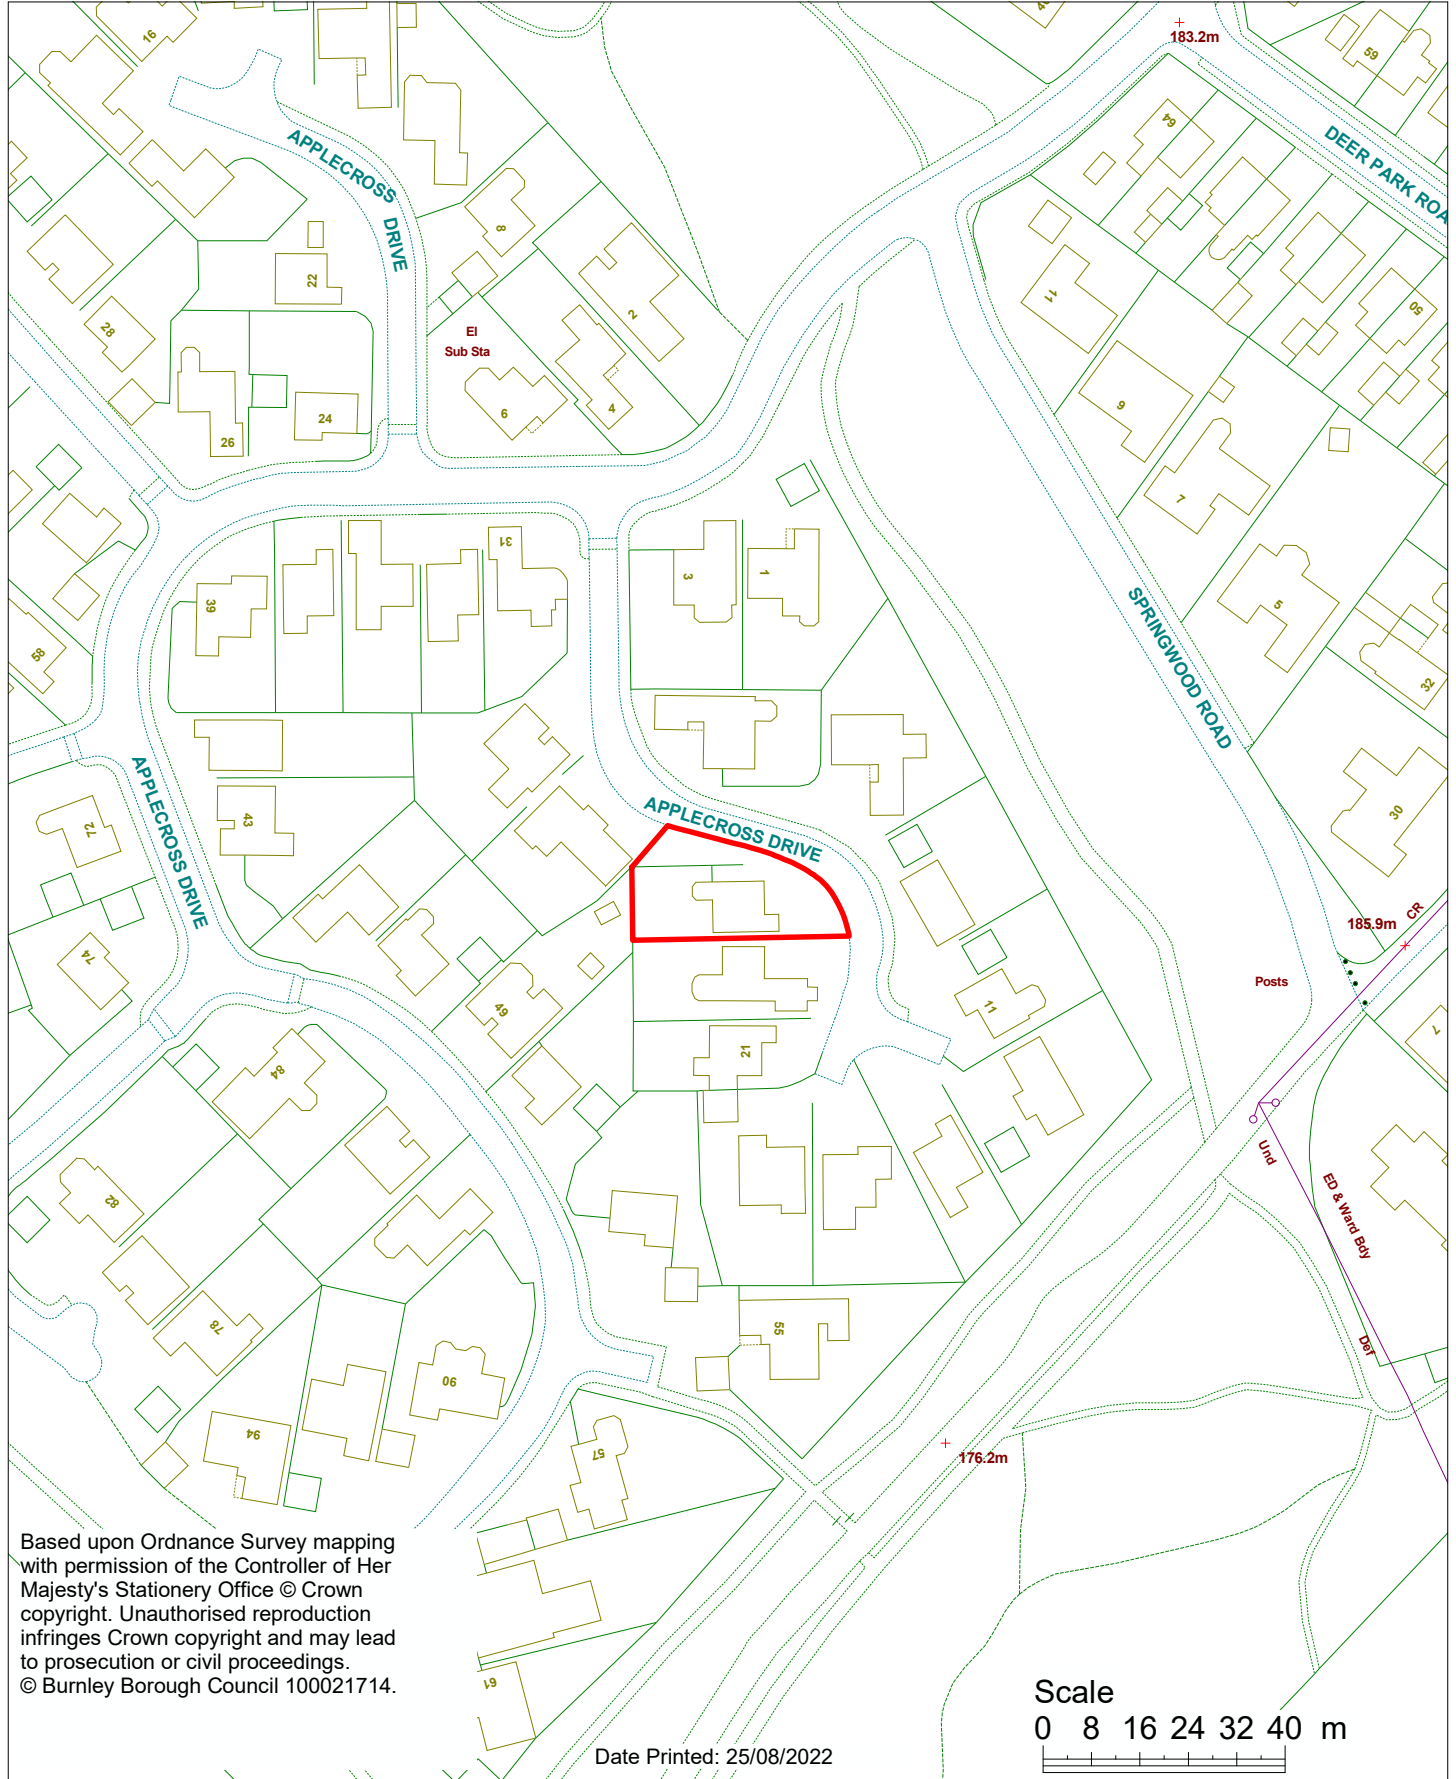 183.2m
16
59
APPLECROSS
DRIVE
64
DEER PARK ROA
8
22
2
11
28
50
El
Sub Sta
6
4
9
24
26
7
31
3
1
39
5
58
SPRINGWOOD ROAD
32
APPLECROSS DRIVE
43
72
APPLECROSS DRIVE
30
185.9m
CR
74
Posts
49
11
7
21
84
Und
82
ED & Ward Bdy
78
55
Def
90
94
57
176.2m
61
Based upon Ordnance Survey mapping
with permission of the Controller of Her
Majesty's Stationery Office © Crown
copyright. Unauthorised reproduction
infringes Crown copyright and may lead
to prosecution or civil proceedings.
© Burnley Borough Council 100021714.
Scale
0 8 16 24 32 40 m
Date Printed: 25/08/2022